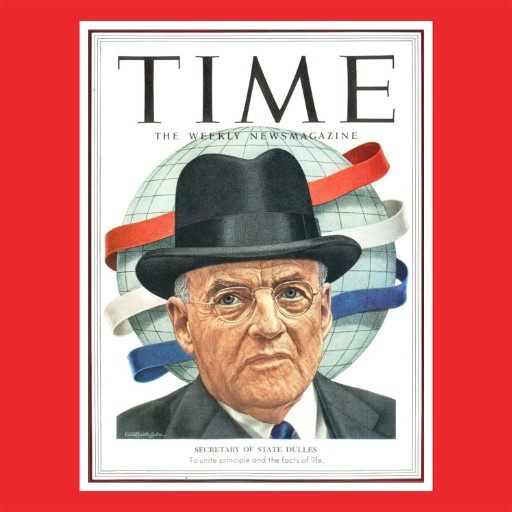 TIME
THE WEEKLY NEWSMAGAZINE
SECRETARY OF STATE DULLES
To unite principle and the facts of life.